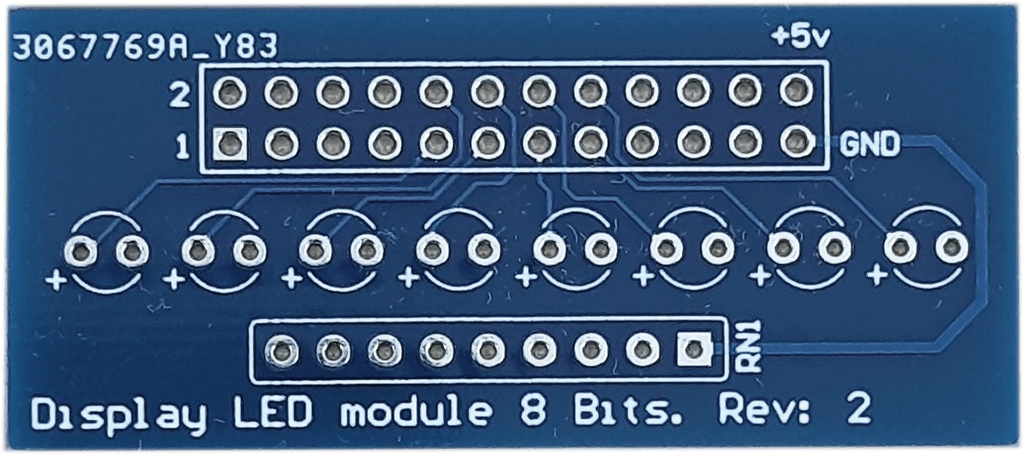 3067769A_Y83
+5v
2
1
GND
+ + + + + + + +
RN1
Display LED module 8 Bits. Rev: 2